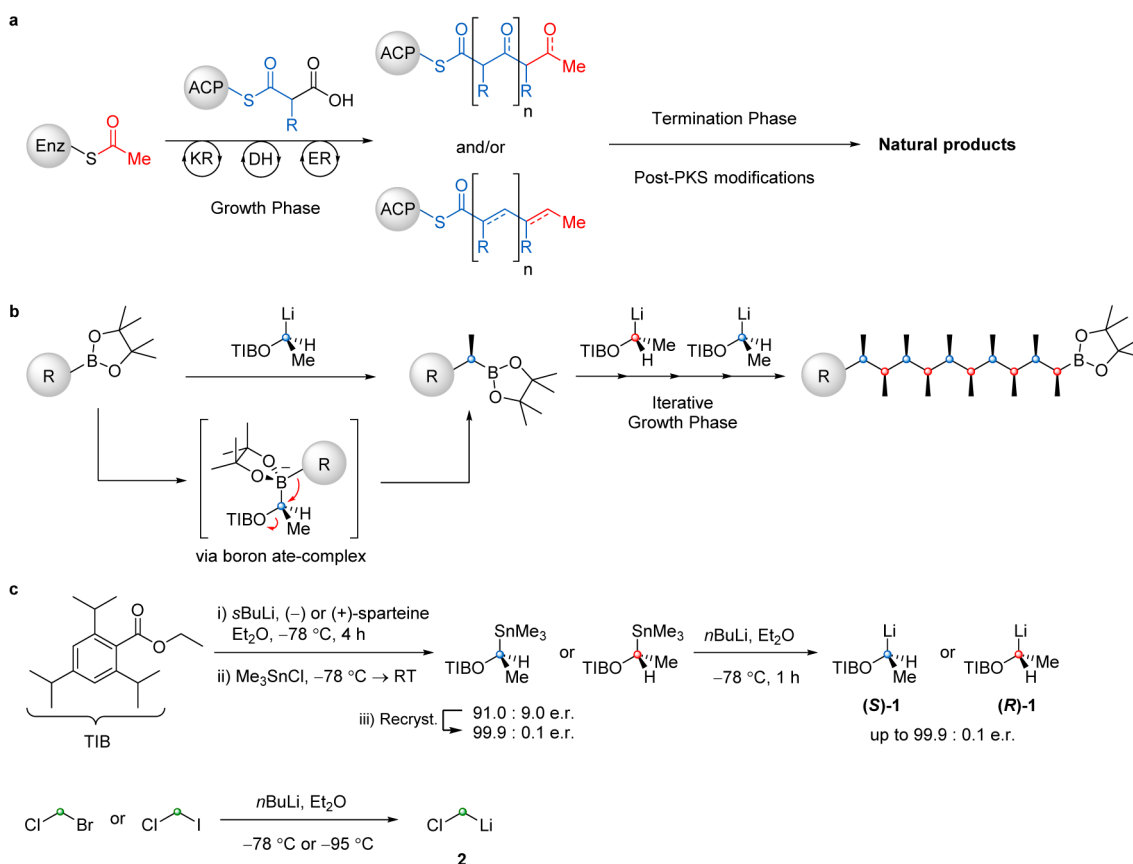 a
ACP
S
O
O
OH
R
Enz
S
O
Me
KR
DH
ER
Growth Phase
ACP
S
O
O
O
R
R
Me
n
and/or
ACP
S
O
R
R
Me
n
Termination Phase
Post-PKS modifications
Natural products
b
R
B
O
O
Li
TIBO
H
Me
R
B
O
O
Li
TIBO
Me
H
Li
TIBO
H
Me
Iterative
Growth Phase
R
B
O
O
O
O
B
–
R
TIBO
H
Me
via boron ate-complex
c
O
O
TIB
i) sBuLi, (−) or (+)-sparteine
Et2O, −78 °C, 4 h
ii) Me3SnCl, −78 °C → RT
SnMe3
TIBO
H
Me
or
SnMe3
TIBO
Me
H
iii) Recryst.
91.0 : 9.0 e.r.
99.9 : 0.1 e.r.
nBuLi, Et2O
−78 °C, 1 h
Li
TIBO
H
Me
(S)-1
or
Li
TIBO
Me
H
(R)-1
up to 99.9 : 0.1 e.r.
Cl
Br
or
Cl
I
nBuLi, Et2O
−78 °C or −95 °C
Cl
Li
2